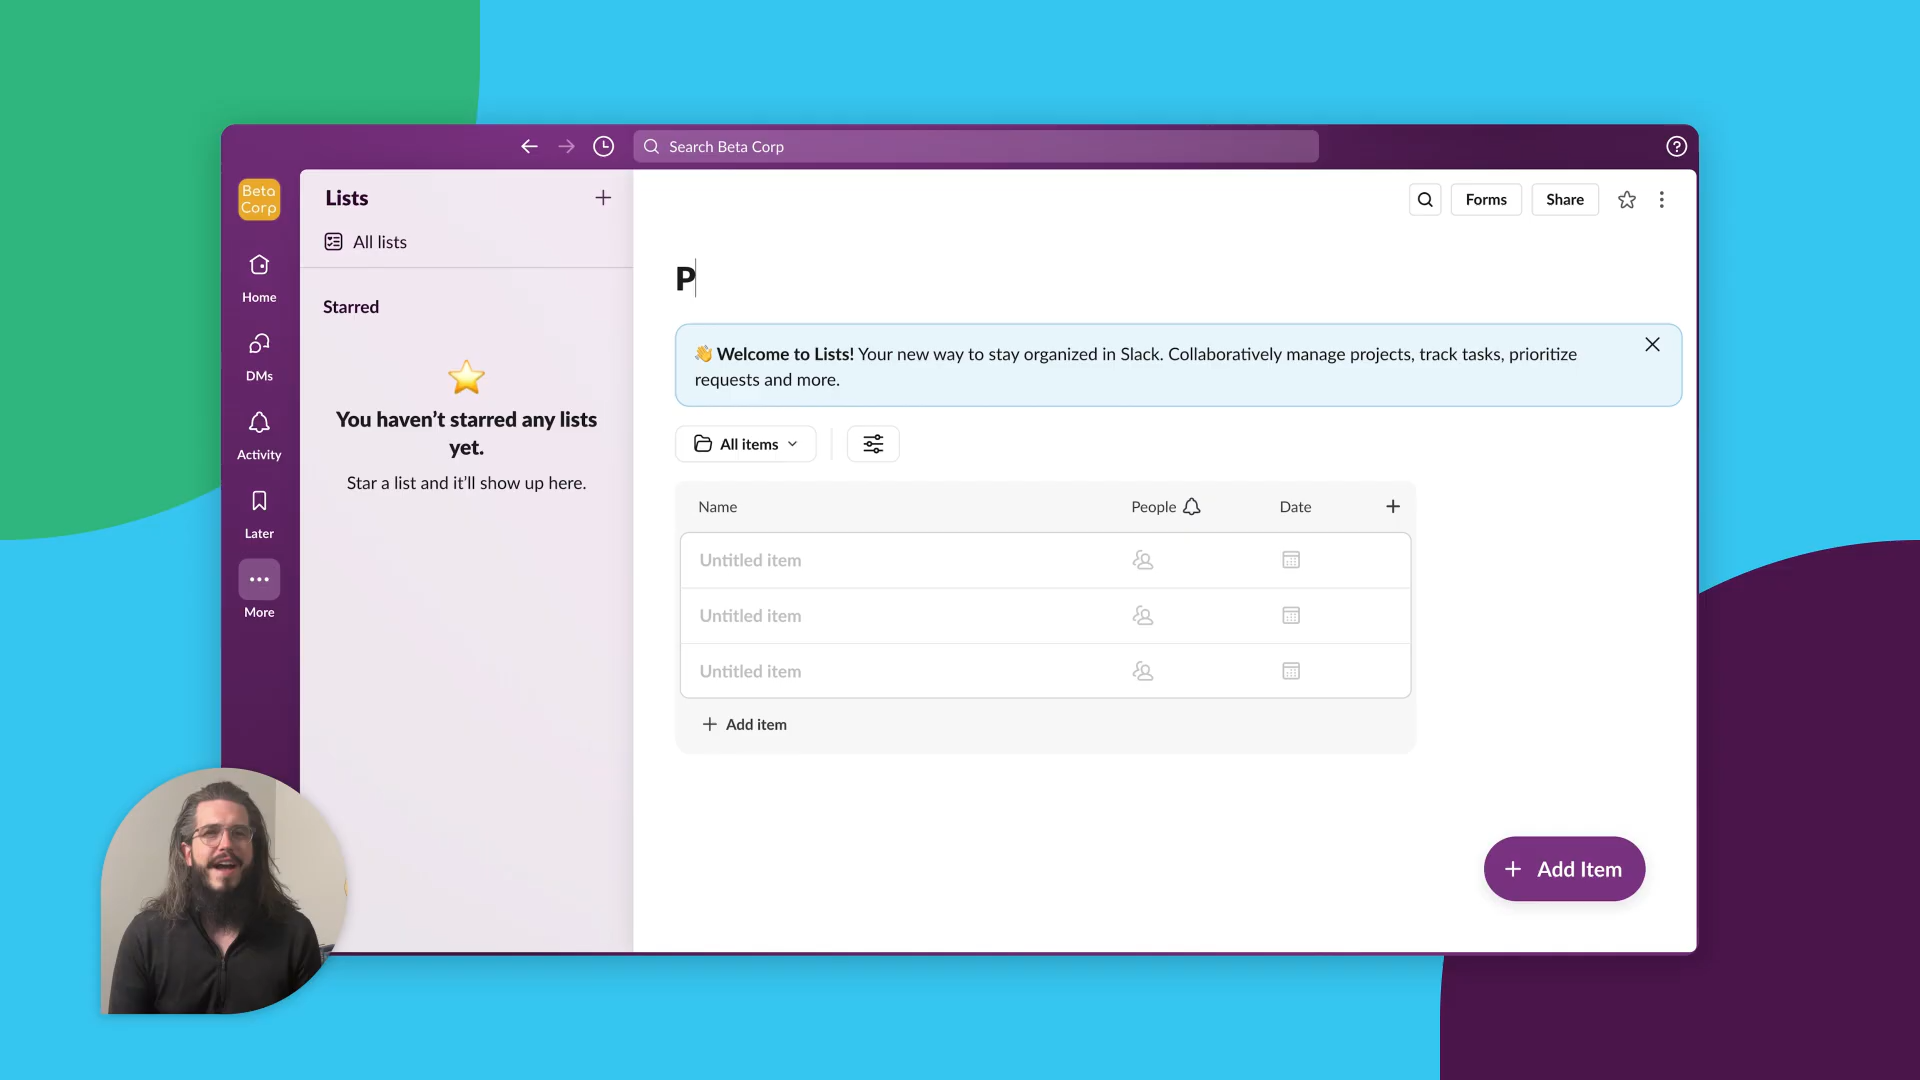 Search Beta Corp
Beta
Corp
Home
DMs
Activity
Later
More
Lists
All lists
Starred
You haven’t starred any lists
yet.
Star a list and it’ll show up here.
Forms
Share
P
👋 Welcome to Lists! Your new way to stay organized in Slack. Collaboratively manage projects, track tasks, prioritize
requests and more.
All items
Name People Date
Untitled item
Untitled item
Untitled item
Add item
Add Item